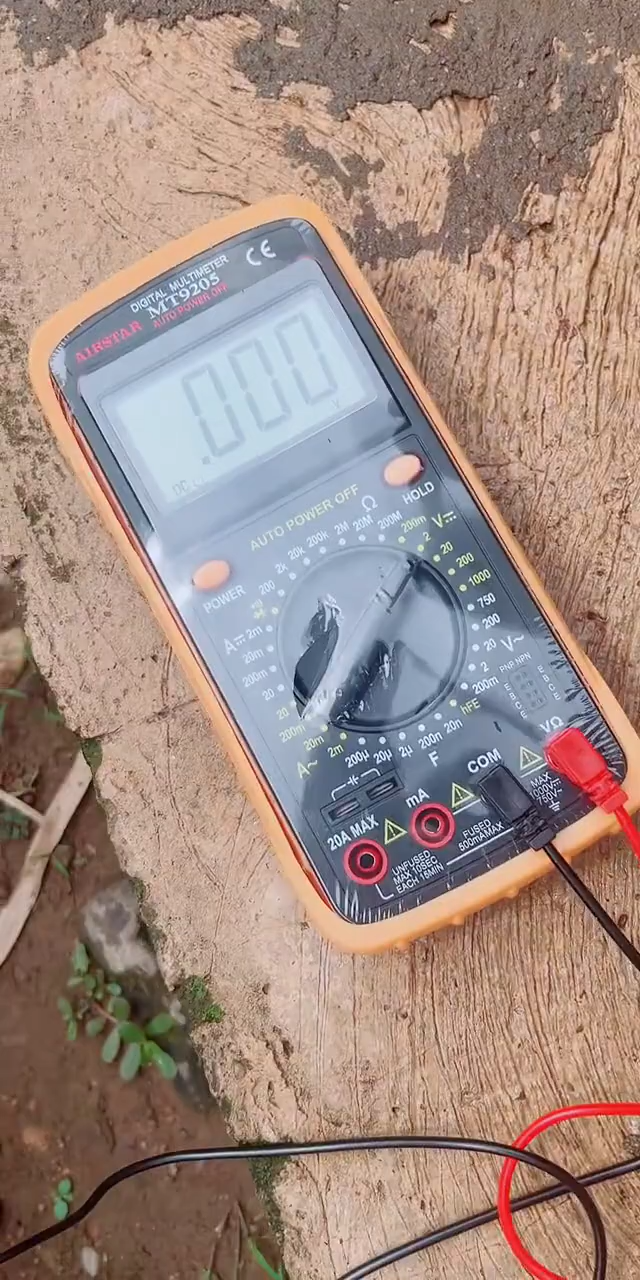 CE
DIGITAL MULTIMETER
MT9205
AIRSTAR AUTO POWER OFF
.000
V
DC
HOLD
AUTO POWER OFF
POWER
Ω
200 2k 20k 200k 2M 20M 200M
V⎓
200m 2 20 200 1000
750 200 20 2 200m
V~
A⎓
2m 20m 200m 20
20 200m 20m 2m
A~
200µ 20µ 2µ 200n 20n
F
hFE
PNP NPN
E B C E
E B C E
VΩ
COM
mA
20A MAX
MAX
1000V⎓
750V~
FUSED
500mA MAX
UNFUSED
MAX 10SEC
EACH 15MIN